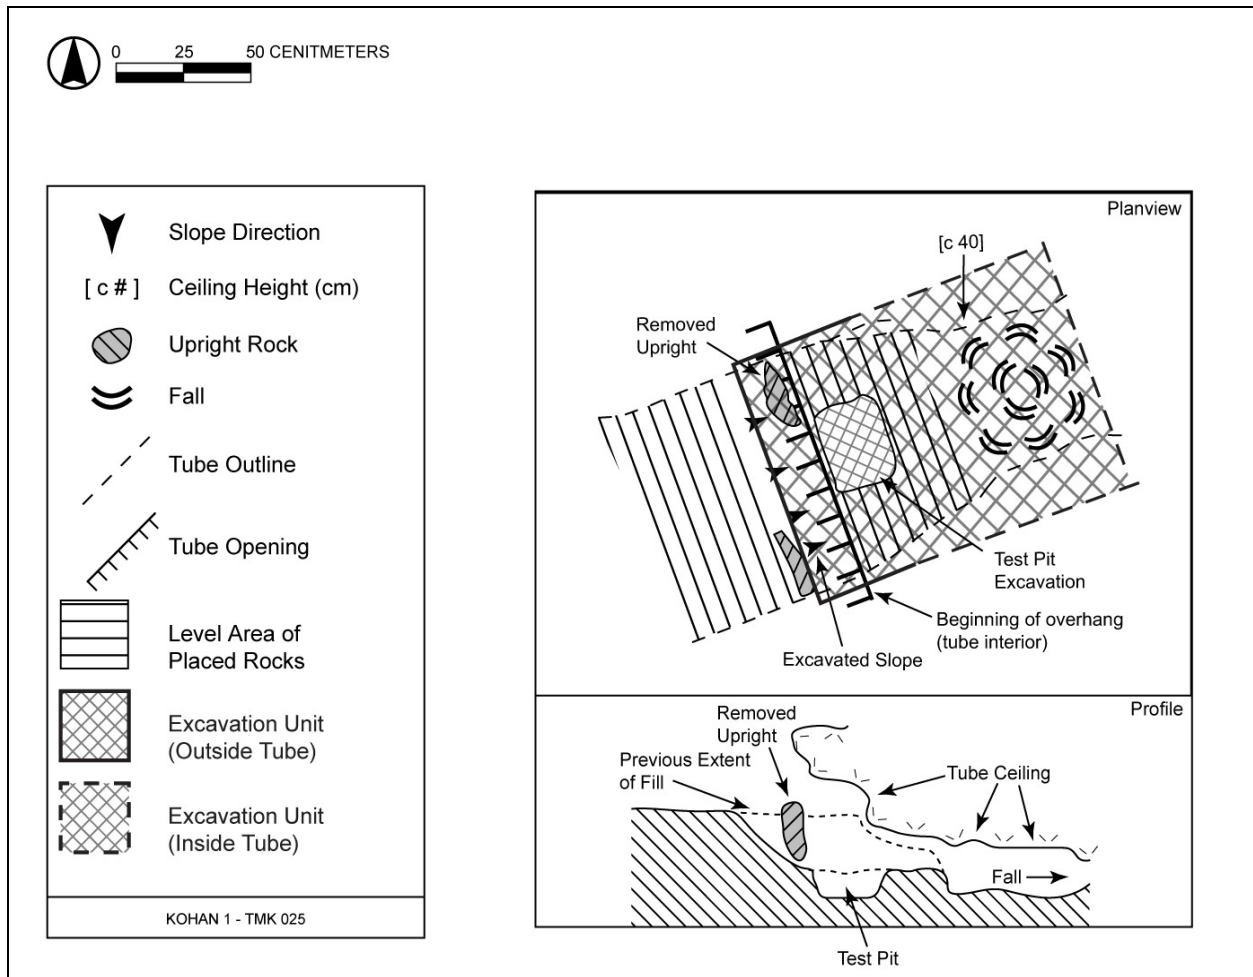 0 25 50 CENITMETERS
Slope Direction
[ c # ] Ceiling Height (cm)
Upright Rock
Fall
Tube Outline
Tube Opening
Level Area of
Placed Rocks
Excavation Unit
(Outside Tube)
Excavation Unit
(Inside Tube)
KOHAN 1 - TMK 025
Planview
[c 40]
Removed
Upright
Test Pit
Excavation
Beginning of overhang
(tube interior)
Excavated Slope
Profile
Removed
Upright
Previous Extent
of Fill
Tube Ceiling
Fall
Test Pit